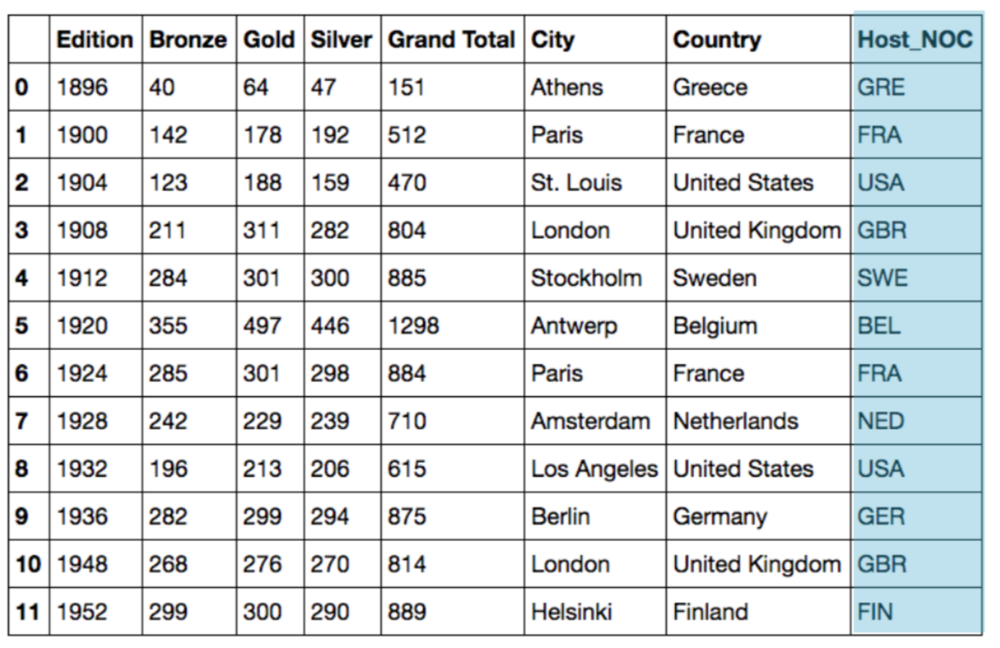 Edition Bronze Gold Silver Grand Total City Country Host_NOC
0 1896 40 64 47 151 Athens Greece GRE
1 1900 142 178 192 512 Paris France FRA
2 1904 123 188 159 470 St. Louis United States USA
3 1908 211 311 282 804 London United Kingdom GBR
4 1912 284 301 300 885 Stockholm Sweden SWE
5 1920 355 497 446 1298 Antwerp Belgium BEL
6 1924 285 301 298 884 Paris France FRA
7 1928 242 229 239 710 Amsterdam Netherlands NED
8 1932 196 213 206 615 Los Angeles United States USA
9 1936 282 299 294 875 Berlin Germany GER
10 1948 268 276 270 814 London United Kingdom GBR
11 1952 299 300 290 889 Helsinki Finland FIN